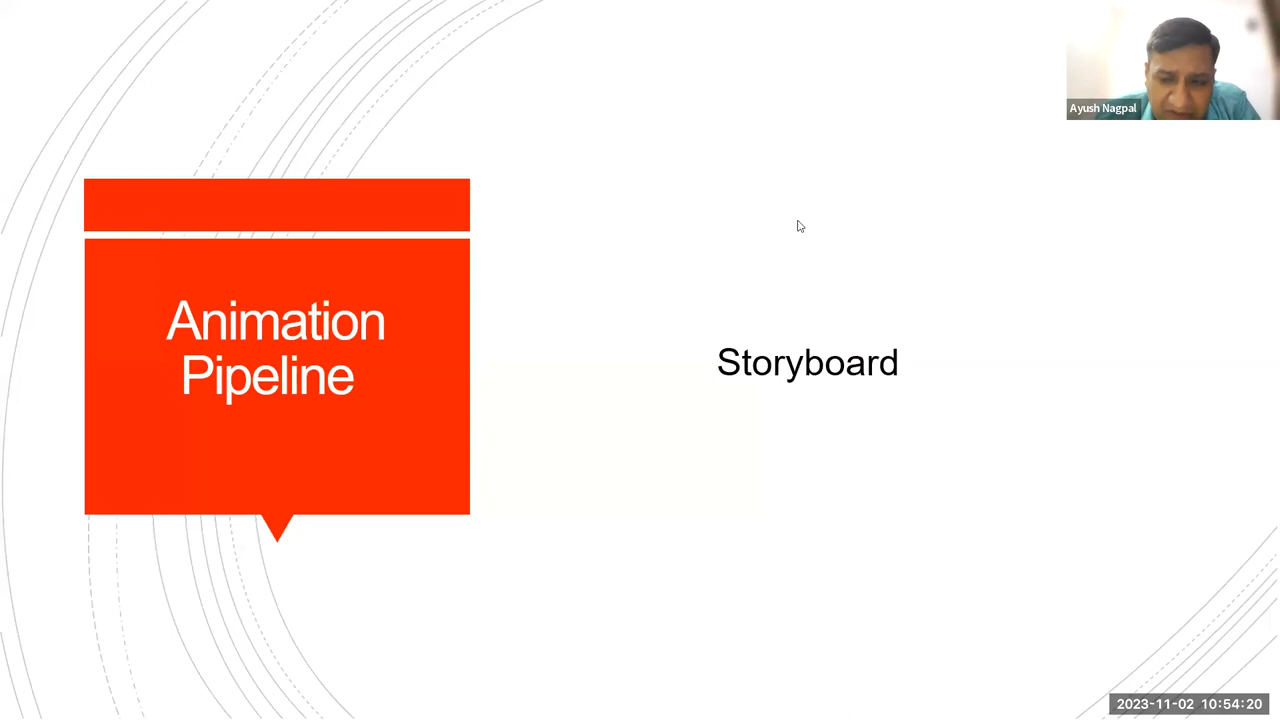 Ayush Nagpal
Animation
Pipeline
Storyboard
2023-11-02 10:54:20